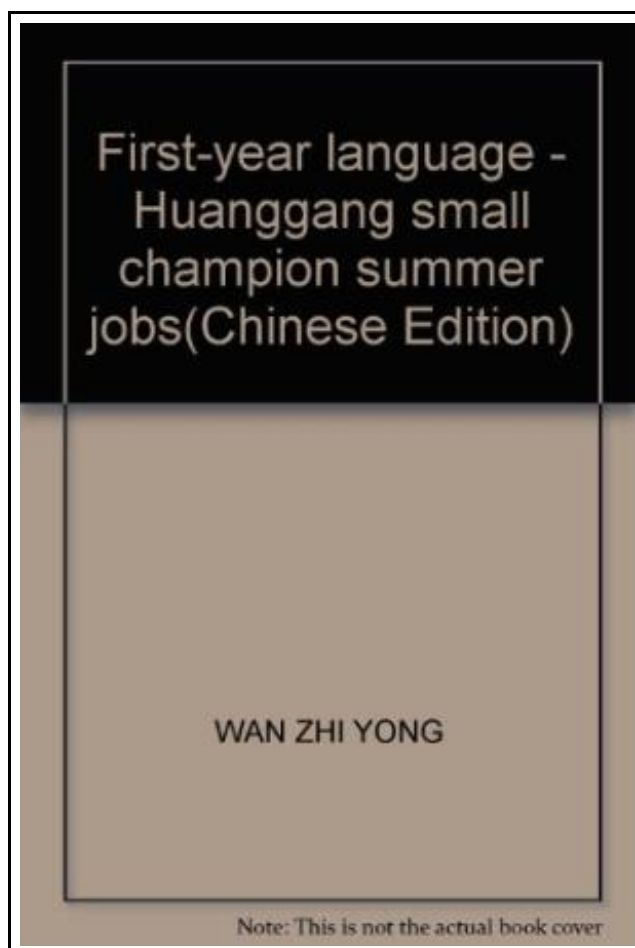 First-year language -
Huanggang small
champion summer
jobs(Chinese Edition)
WAN ZHI YONG
Note: This is not the actual book cover